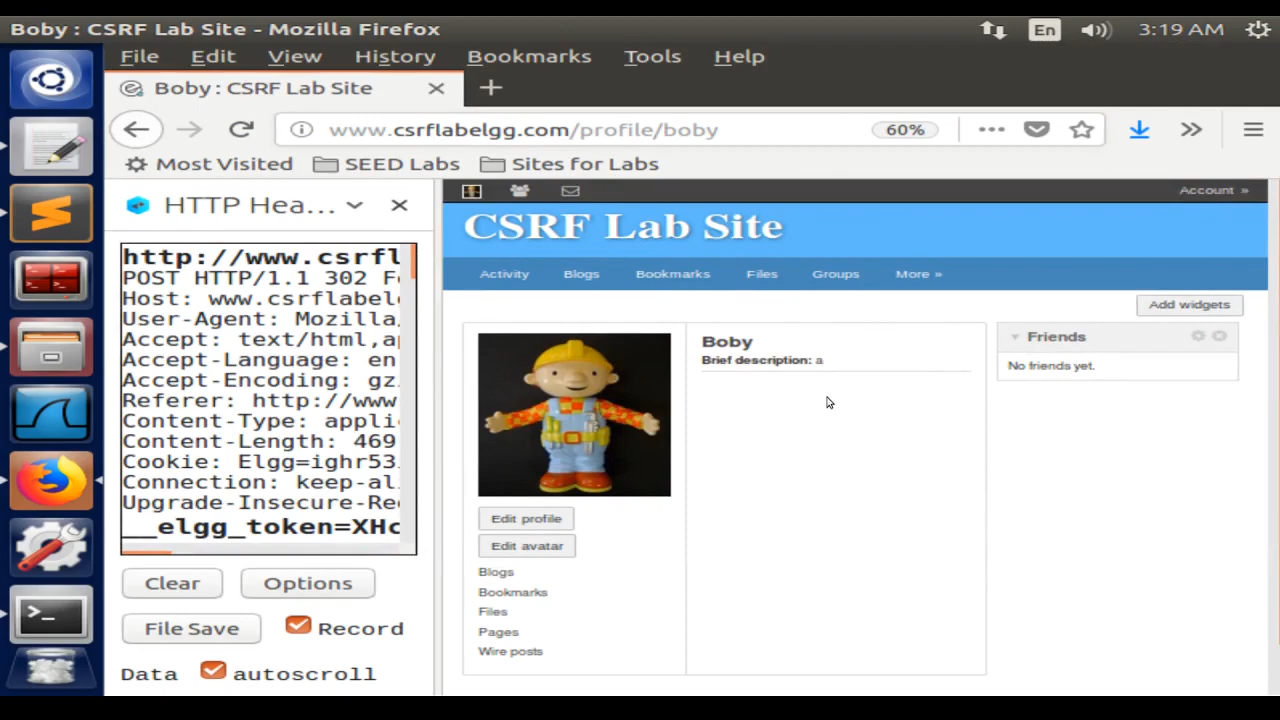 Boby : CSRF Lab Site - Mozilla Firefox
En
3:19 AM
File Edit View History Bookmarks Tools Help
Boby : CSRF Lab Site
www.csrflabelgg.com/profile/boby
60%
Most Visited SEED Labs Sites for Labs
HTTP Hea...
http://www.csrfl
POST HTTP/1.1 302 F
Host: www.csrflabel
User-Agent: Mozilla
Accept: text/html,a
Accept-Language: en
Accept-Encoding: gz
Referer: http://www
Content-Type: appli
Content-Length: 469
Cookie: Elgg=ighr53
Connection: keep-al
Upgrade-Insecure-Re
__elgg_token=XHc
Clear Options
File Save Record
Data autoscroll
Account »
CSRF Lab Site
Activity Blogs Bookmarks Files Groups More »
Add widgets
Boby
Brief description: a
Edit profile
Edit avatar
Blogs
Bookmarks
Files
Pages
Wire posts
Friends
No friends yet.